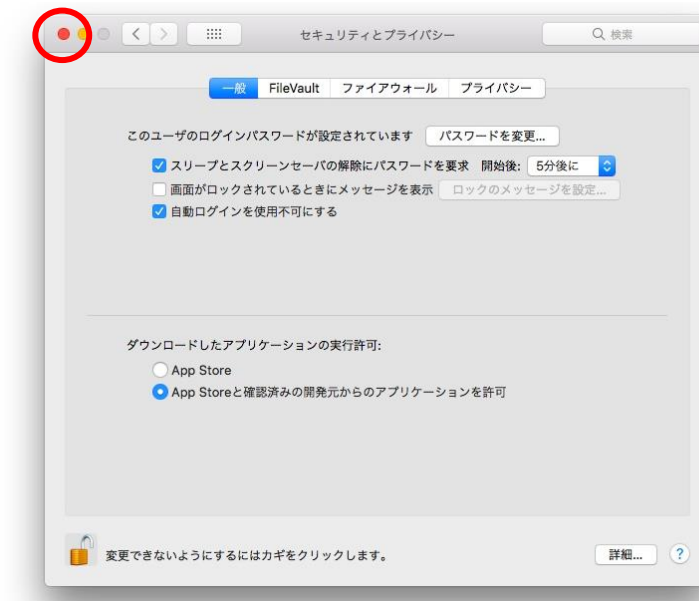 セキュリティとプライバシー
検索
一般 FileVault ファイアウォール プライバシー
このユーザのログインパスワードが設定されています パスワードを変更...
スリープとスクリーンセーバの解除にパスワードを要求 開始後: 5分後に
画面がロックされているときにメッセージを表示 ロックのメッセージを設定...
自動ログインを使用不可にする
ダウンロードしたアプリケーションの実行許可:
App Store
App Storeと確認済みの開発元からのアプリケーションを許可
変更できないようにするにはカギをクリックします。 詳細... ?